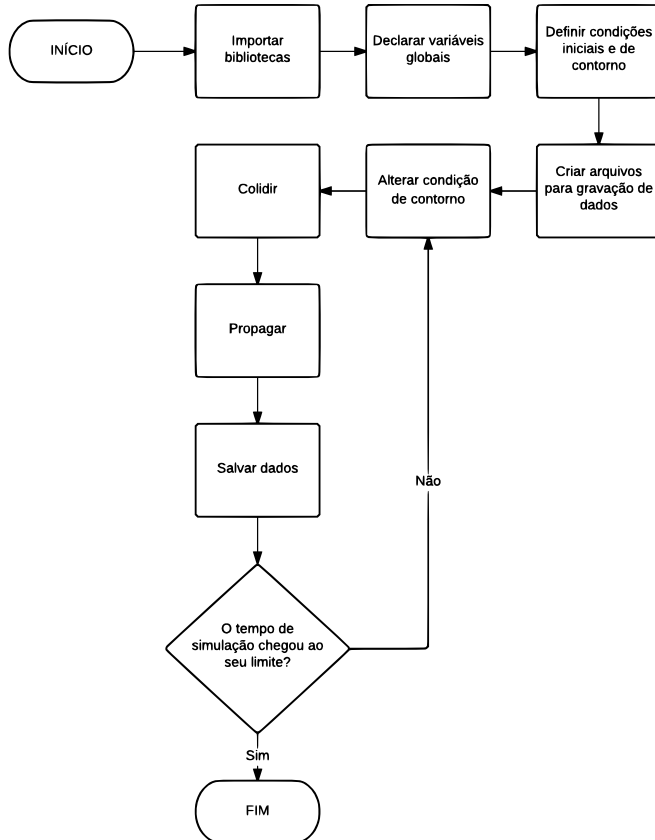 INÍCIO
Importar
bibliotecas
Declarar variáveis
globais
Definir condições
iniciais e de
contorno
Criar arquivos
para gravação de
dados
Alterar condição
de contorno
Colidir
Propagar
Salvar dados
O tempo de
simulação chegou ao
seu limite?
Não
Sim
FIM